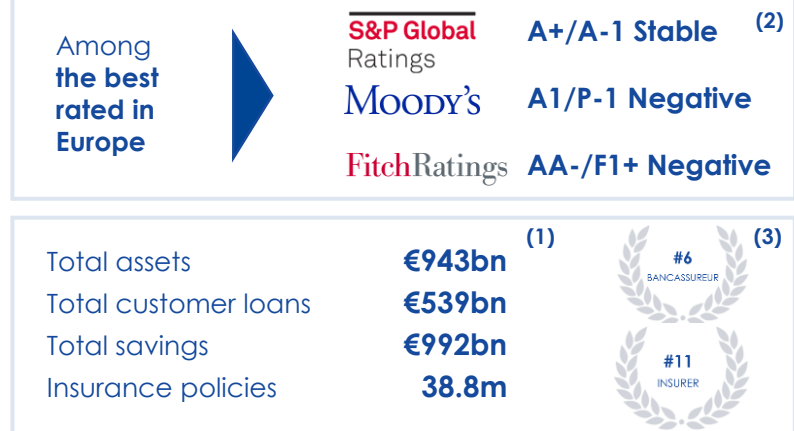 Among
the best
rated in
Europe
S&P Global
Ratings
A+/A-1 Stable (2)
MOODY'S A1/P-1 Negative
FitchRatings AA-/F1+ Negative
(1)
(3)
Total assets €943bn
Total customer loans €539bn
Total savings €992bn
Insurance policies 38.8m
#6
BANCASSUREUR
#11
INSURER